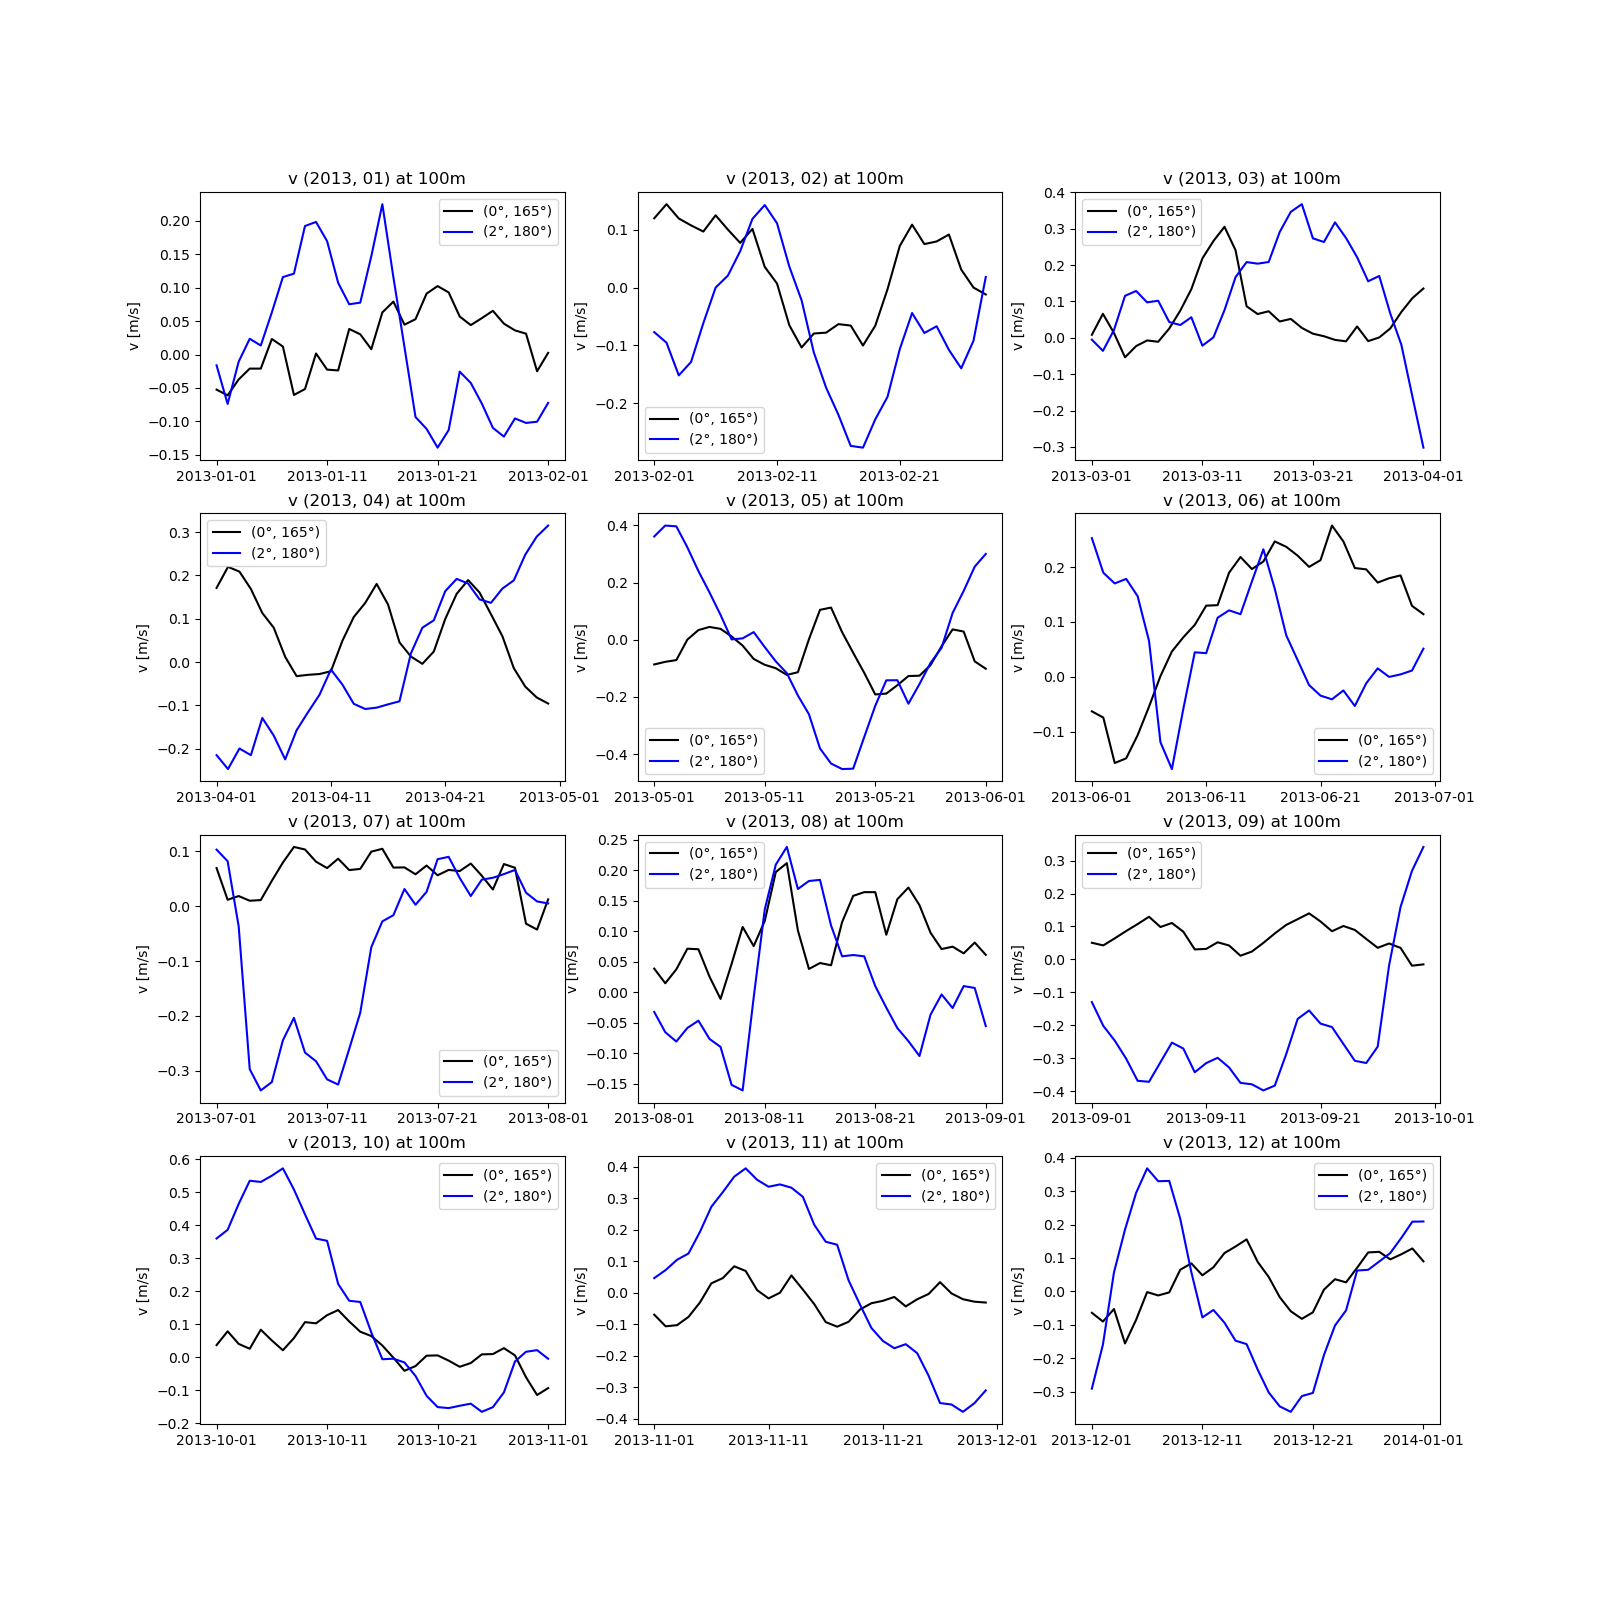 v (2013, 01) at 100m
v [m/s]
0.20
0.15
0.10
0.05
0.00
−0.05
−0.10
−0.15
(0°, 165°)
(2°, 180°)
2013-01-01 2013-01-11 2013-01-21 2013-02-01
v (2013, 02) at 100m
v [m/s]
0.1
0.0
−0.1
−0.2
(0°, 165°)
(2°, 180°)
2013-02-01 2013-02-11 2013-02-21
v (2013, 03) at 100m
v [m/s]
0.4
0.3
0.2
0.1
0.0
−0.1
−0.2
−0.3
(0°, 165°)
(2°, 180°)
2013-03-01 2013-03-11 2013-03-21 2013-04-01
v (2013, 04) at 100m
v [m/s]
0.3
0.2
0.1
0.0
−0.1
−0.2
(0°, 165°)
(2°, 180°)
2013-04-01 2013-04-11 2013-04-21 2013-05-01
v (2013, 05) at 100m
v [m/s]
0.4
0.2
0.0
−0.2
−0.4
(0°, 165°)
(2°, 180°)
2013-05-01 2013-05-11 2013-05-21 2013-06-01
v (2013, 06) at 100m
v [m/s]
0.2
0.1
0.0
−0.1
(0°, 165°)
(2°, 180°)
2013-06-01 2013-06-11 2013-06-21 2013-07-01
v (2013, 07) at 100m
v [m/s]
0.1
0.0
−0.1
−0.2
−0.3
(0°, 165°)
(2°, 180°)
2013-07-01 2013-07-11 2013-07-21 2013-08-01
v (2013, 08) at 100m
v [m/s]
0.25
0.20
0.15
0.10
0.05
0.00
−0.05
−0.10
−0.15
(0°, 165°)
(2°, 180°)
2013-08-01 2013-08-11 2013-08-21 2013-09-01
v (2013, 09) at 100m
v [m/s]
0.3
0.2
0.1
0.0
−0.1
−0.2
−0.3
−0.4
(0°, 165°)
(2°, 180°)
2013-09-01 2013-09-11 2013-09-21 2013-10-01
v (2013, 10) at 100m
v [m/s]
0.6
0.5
0.4
0.3
0.2
0.1
0.0
−0.1
−0.2
(0°, 165°)
(2°, 180°)
2013-10-01 2013-10-11 2013-10-21 2013-11-01
v (2013, 11) at 100m
v [m/s]
0.4
0.3
0.2
0.1
0.0
−0.1
−0.2
−0.3
−0.4
(0°, 165°)
(2°, 180°)
2013-11-01 2013-11-11 2013-11-21 2013-12-01
v (2013, 12) at 100m
v [m/s]
0.4
0.3
0.2
0.1
0.0
−0.1
−0.2
−0.3
(0°, 165°)
(2°, 180°)
2013-12-01 2013-12-11 2013-12-21 2014-01-01